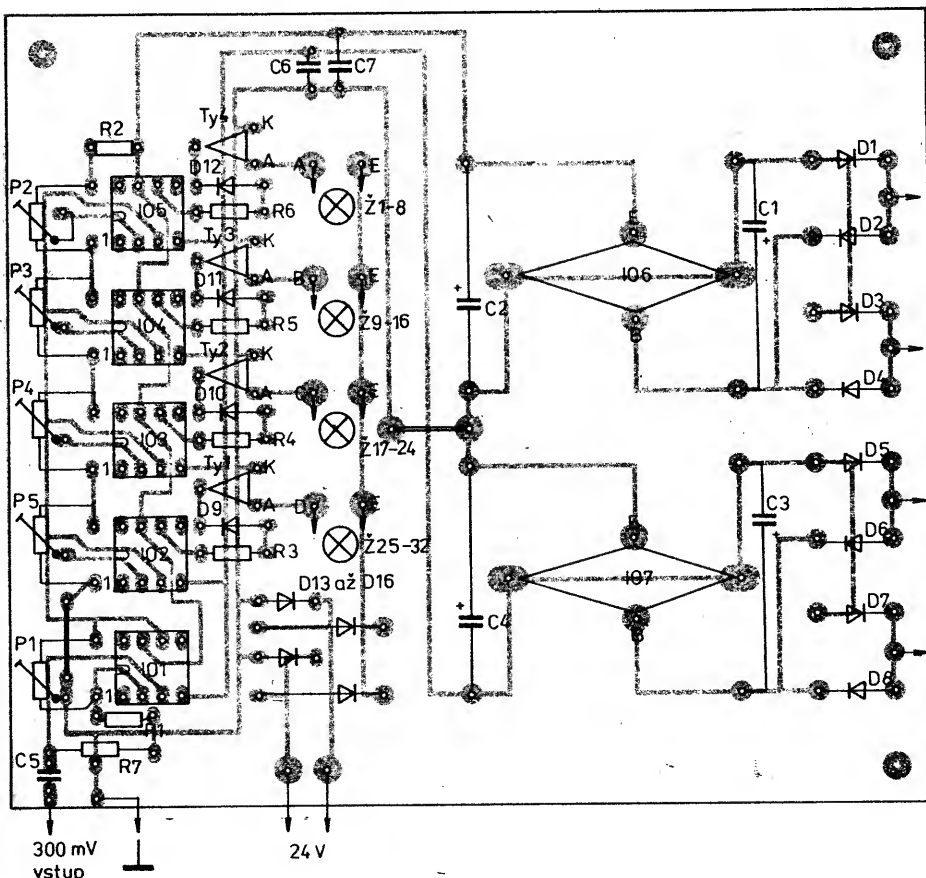 C6 C7
R2
Ty4 K
A A E
D12
P2
IO5
R6
Ž1-8
1
Ty3 K
A B E
P3
D11
IO4
R5
Ž9-16
1
Ty2 K
A E
P4
D10
IO3
R4
Ž17-24
1
Ty1 K
A D E
P5
D9
IO2
R3
Ž25-32
1
D13 až D16
P1
IO1
1
R1
R7
C5
300 mV
vstup
24 V
+
C2
IO6
C1
+
D1
D2
D3
D4
+
C4
IO7
C3
+
D5
D6
D7
D8